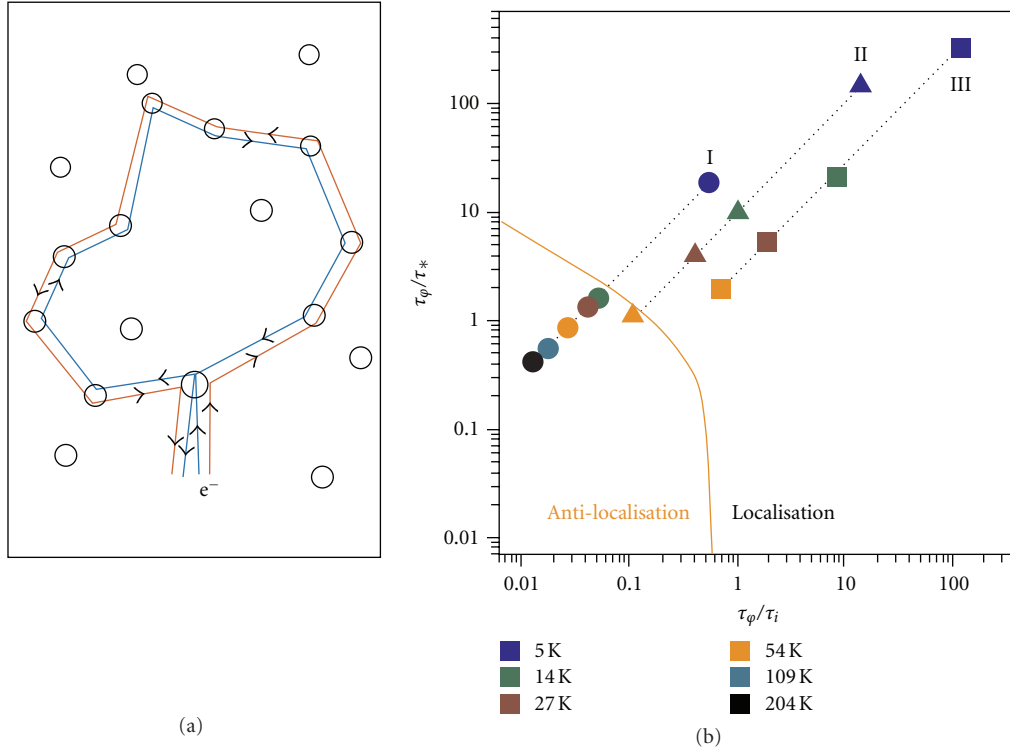 e⁻
(a)
τφ/τ*
100
10
1
0.1
0.01
I
II
III
Anti-localisation
Localisation
0.01 0.1 1 10 100
τφ/τi
5 K
14 K
27 K
54 K
109 K
204 K
(b)